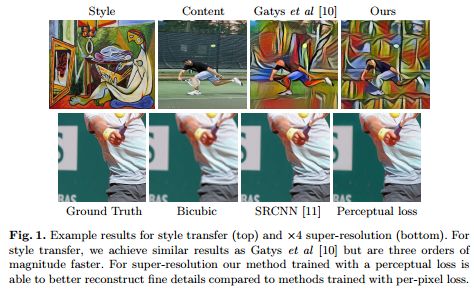 Style Content Gatys et al [10] Ours
Ground Truth Bicubic SRCNN [11] Perceptual loss
Fig. 1. Example results for style transfer (top) and ×4 super-resolution (bottom). For
style transfer, we achieve similar results as Gatys et al [10] but are three orders of
magnitude faster. For super-resolution our method trained with a perceptual loss is
able to better reconstruct fine details compared to methods trained with per-pixel loss.